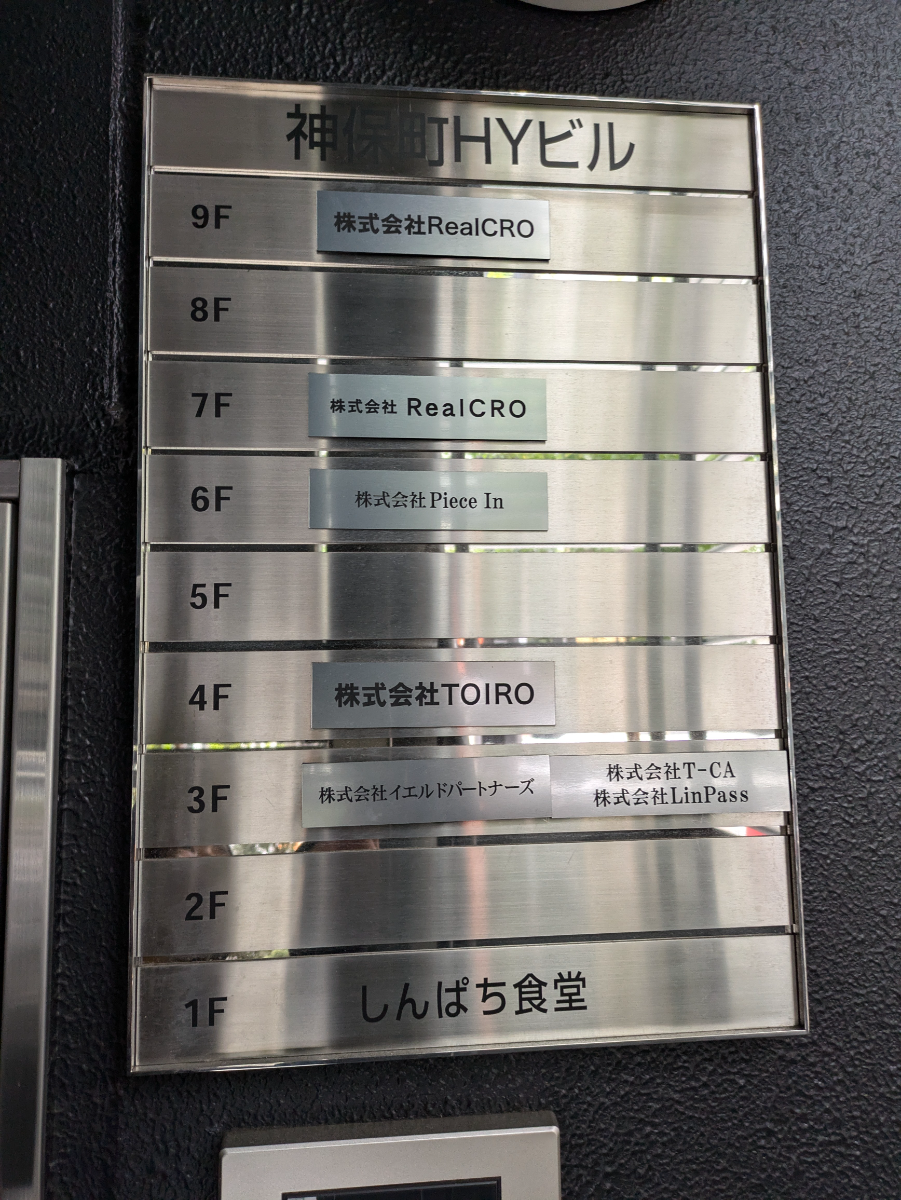 神保町HYビル
9F 株式会社RealCRO
8F
7F 株式会社 RealCRO
6F 株式会社Piece In
5F
4F 株式会社TOIRO
3F 株式会社イエルドパートナーズ 株式会社T-CA
株式会社LinPass
2F
1F しんぱち食堂